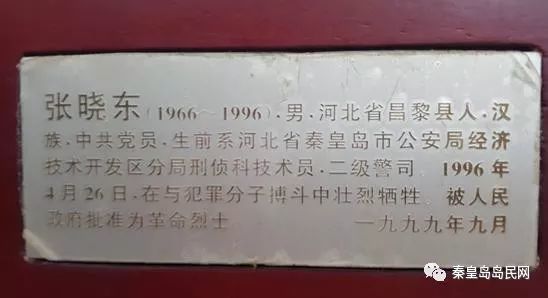 张晓东(1966～1996).男.河北省昌黎县人.汉
族.中共党员.生前系河北省秦皇岛市公安局经济
技术开发区分局刑侦科技术员.二级警司. 1996年
4月26日.在与犯罪分子搏斗中壮烈牺牲。被人民
政府批准为革命烈士 一九九九年九月
秦皇岛岛民网